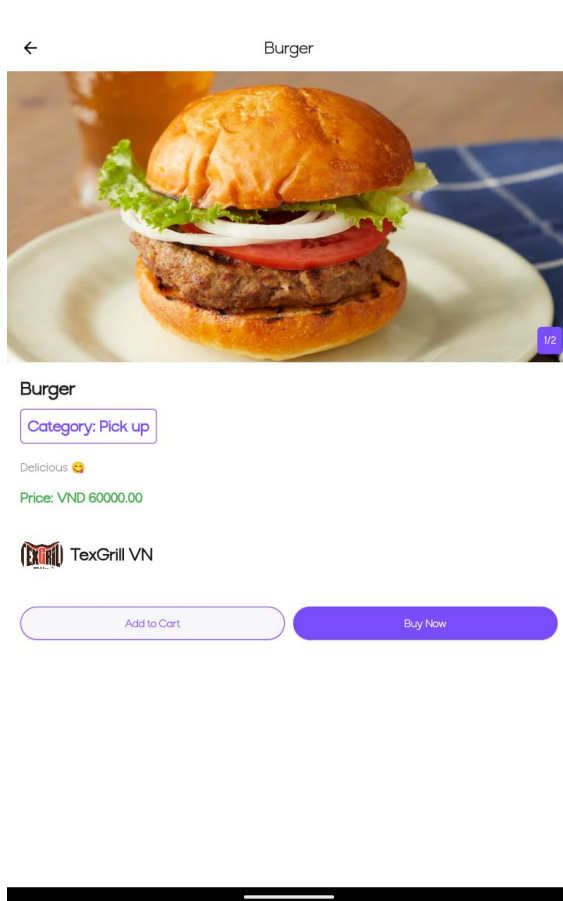 Burger
1/2
Burger
Category: Pick up
Delicious 😋
Price: VND 60000.00
TEXGRILL
TexGrill VN
Add to Cart
Buy Now